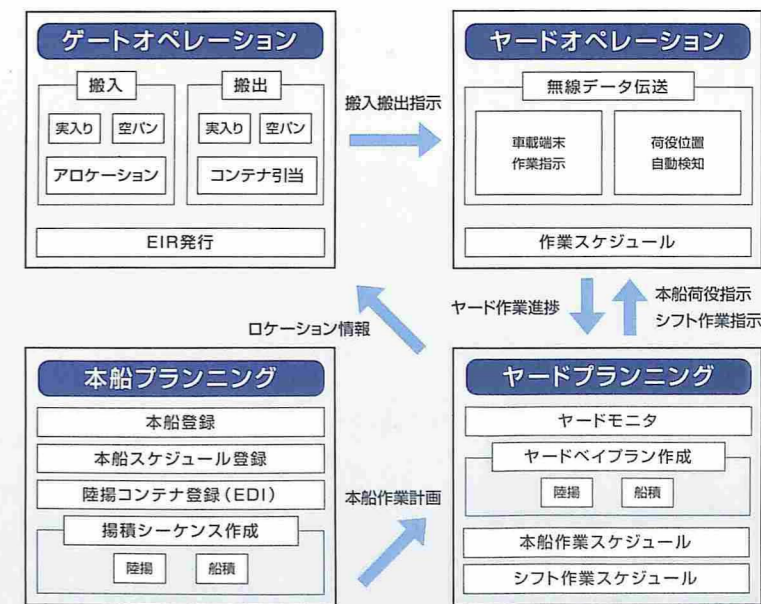 ゲートオペレーション
搬入
実入り
空バン
アロケーション
搬出
実入り
空バン
コンテナ引当
EIR発行
搬入搬出指示
ヤードオペレーション
無線データ伝送
車載端末
作業指示
荷役位置
自動検知
作業スケジュール
ロケーション情報
ヤード作業進捗
本船荷役指示
シフト作業指示
本船プランニング
本船登録
本船スケジュール登録
陸揚コンテナ登録(EDI)
揚積シーケンス作成
陸揚
船積
本船作業計画
ヤードプランニング
ヤードモニタ
ヤードベイプラン作成
陸揚
船積
本船作業スケジュール
シフト作業スケジュール